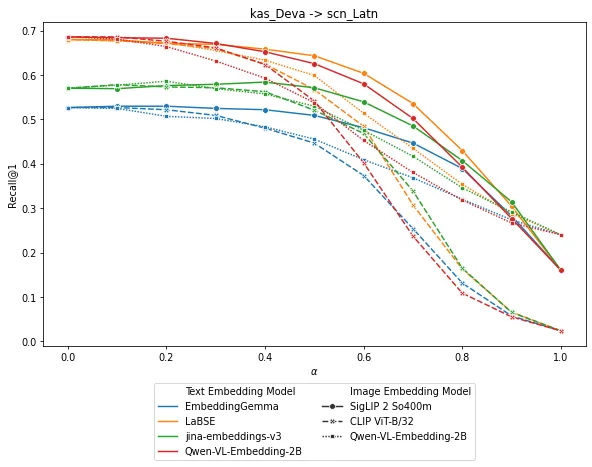 kas_Deva -> scn_Latn
Recall@1
0.7
0.6
0.5
0.4
0.3
0.2
0.1
0.0
0.0 0.2 0.4 0.6 0.8 1.0
α
Text Embedding Model
EmbeddingGemma
LaBSE
jina-embeddings-v3
Qwen-VL-Embedding-2B
Image Embedding Model
SigLIP 2 So400m
CLIP ViT-B/32
Qwen-VL-Embedding-2B